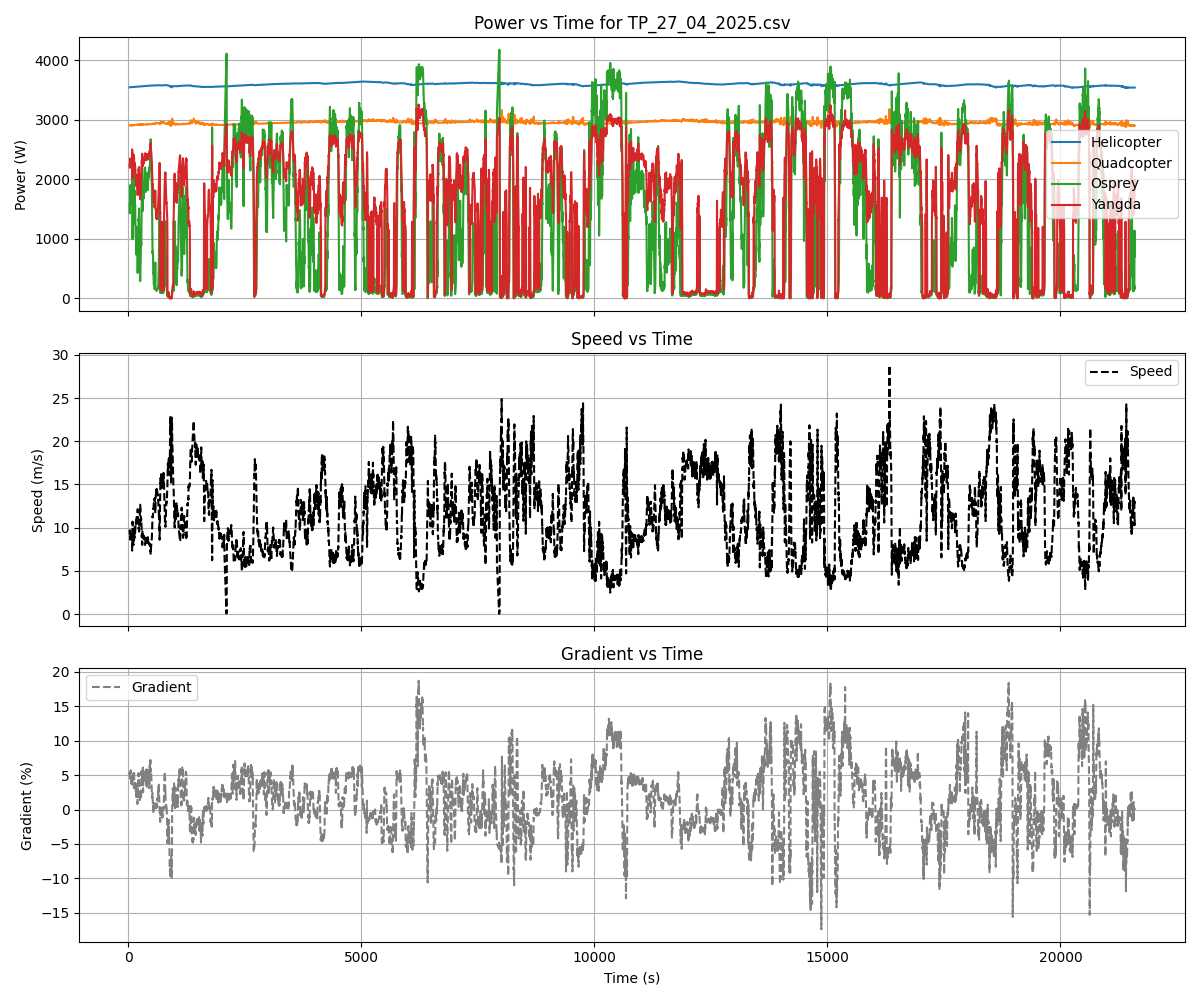 Power vs Time for TP_27_04_2025.csv
4000
3000
2000
1000
0
Power (W)
Helicopter
Quadcopter
Osprey
Yangda
Speed vs Time
30
25
20
15
10
5
0
Speed (m/s)
Speed
Gradient vs Time
20
15
10
5
0
−5
−10
−15
Gradient (%)
Gradient
0
5000
10000
15000
20000
Time (s)